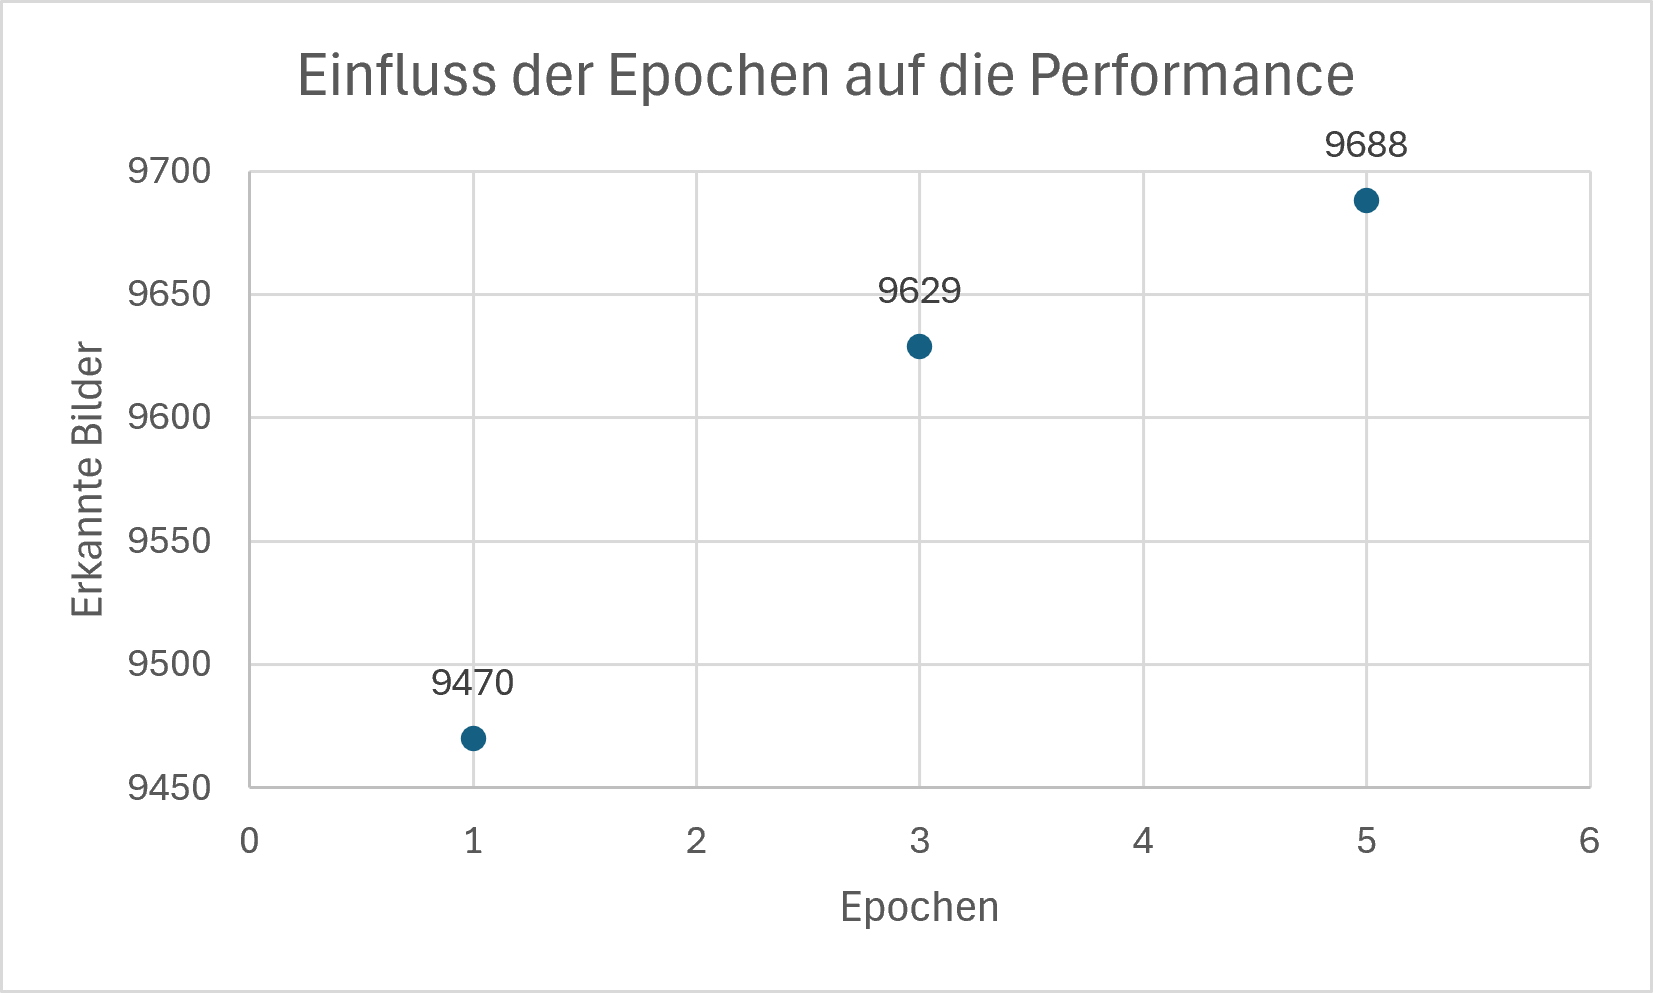 Einfluss der Epochen auf die Performance
9688
9700
9650
9629
9600
Erkannte Bilder
9550
9500
9470
9450
0 1 2 3 4 5 6
Epochen